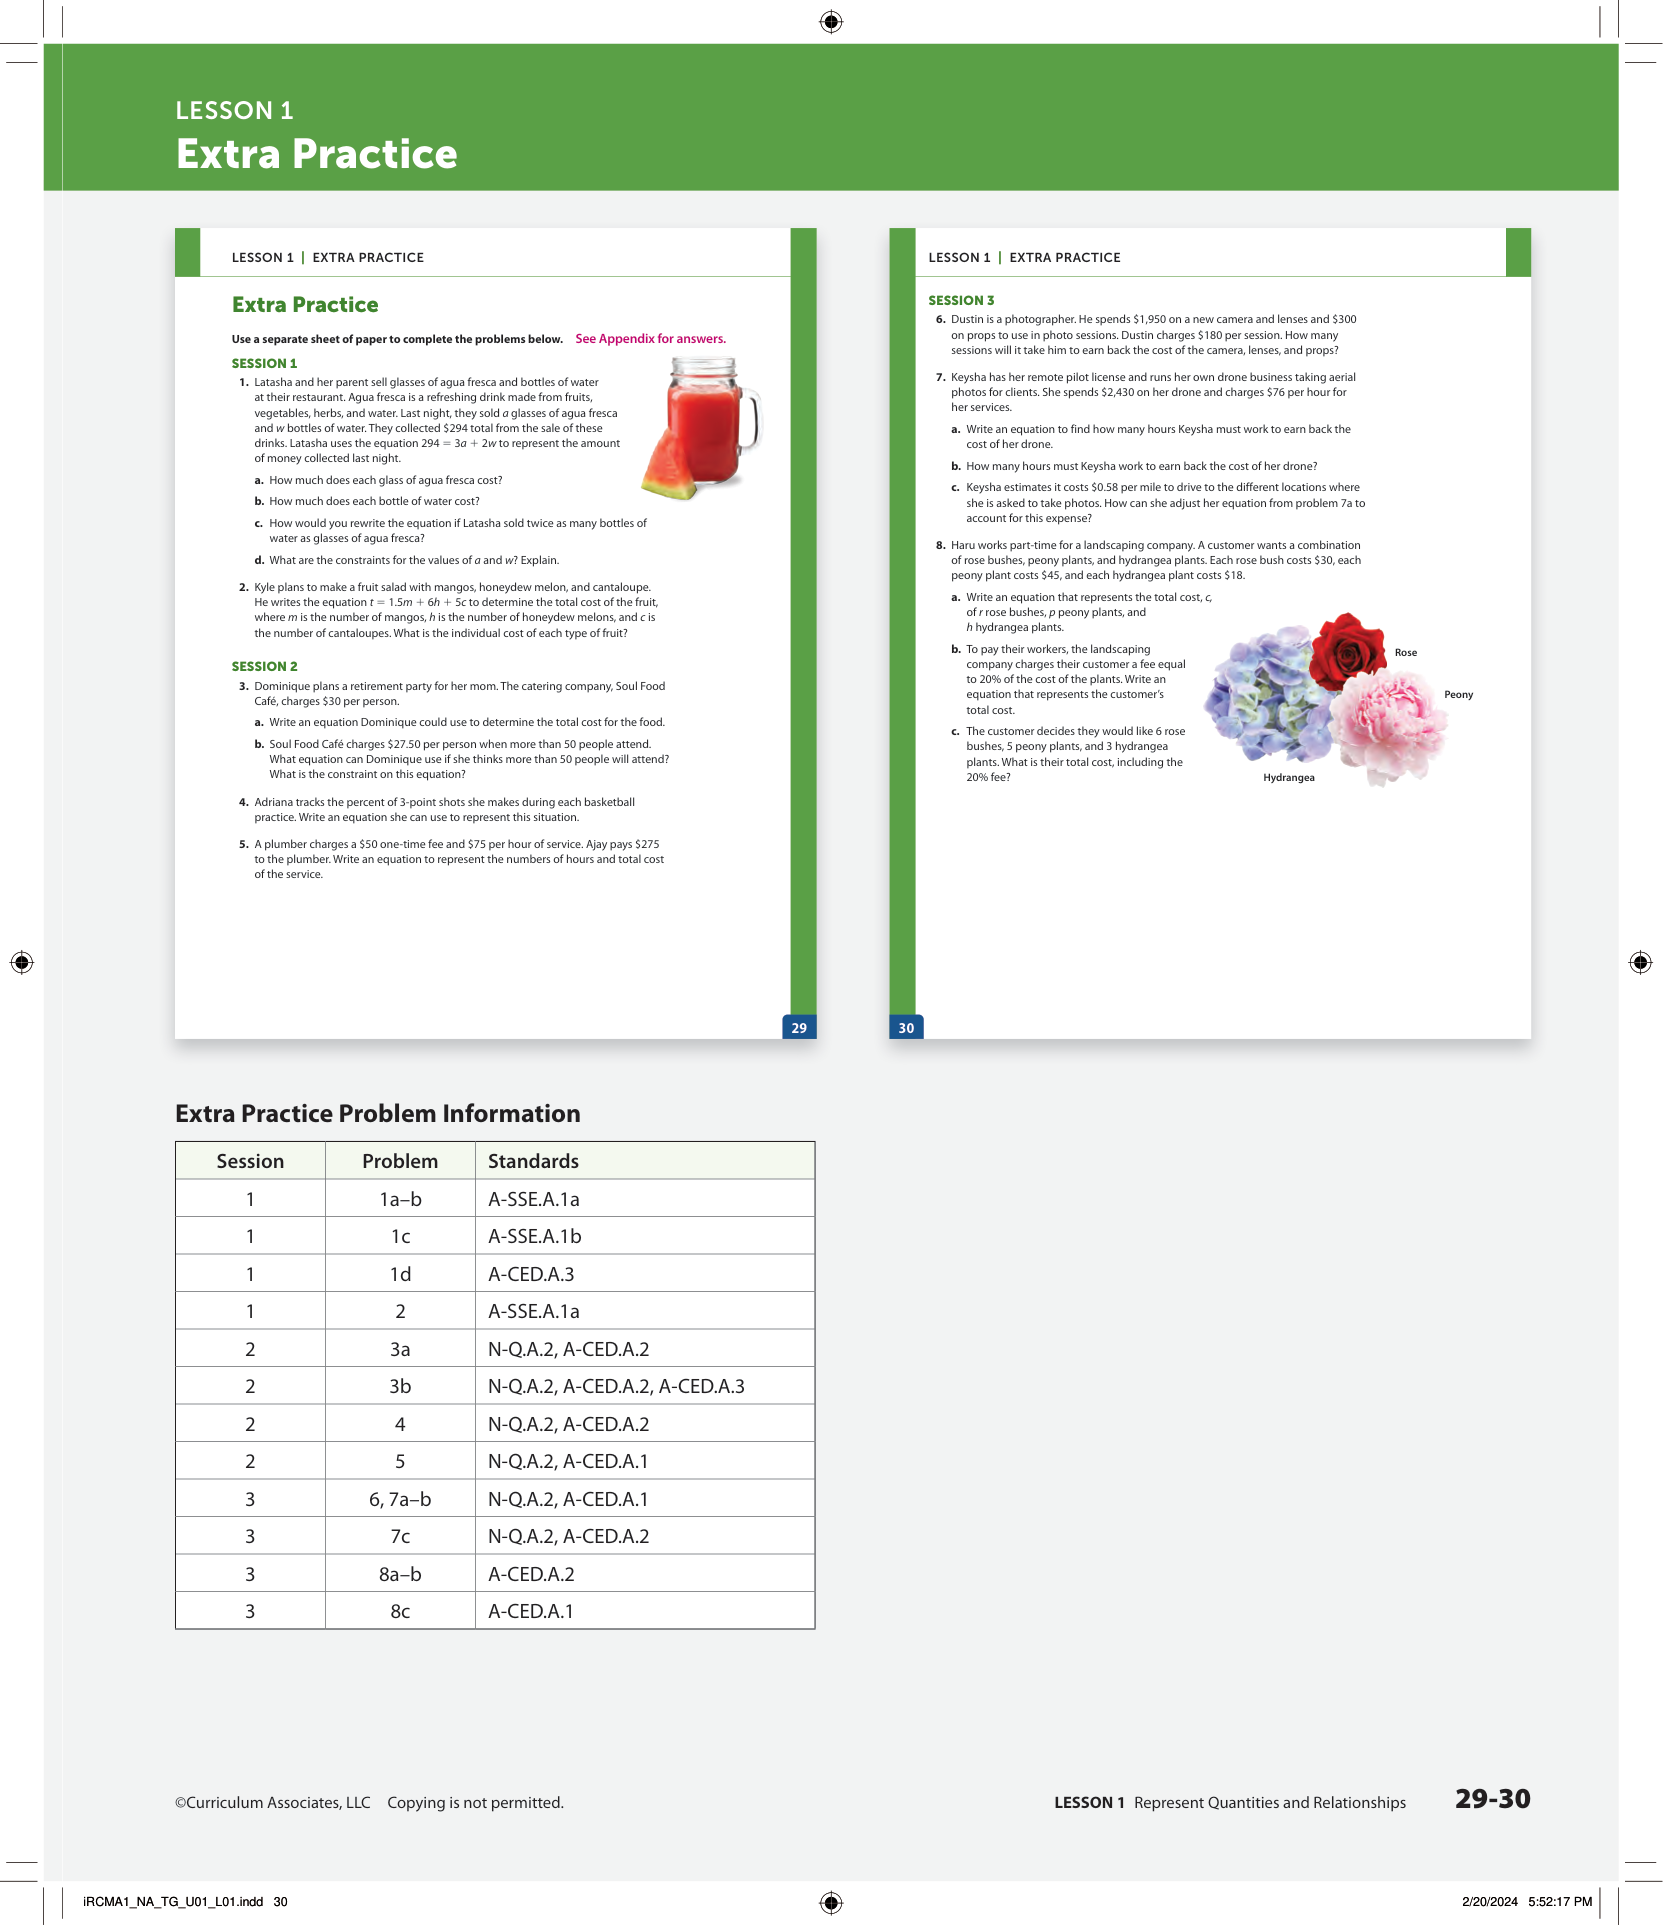 LESSON 1
Extra Practice
LESSON 1 | EXTRA PRACTICE
Extra Practice
Use a separate sheet of paper to complete the problems below. See Appendix for answers.
SESSION 1
1. Latasha and her parent sell glasses of agua fresca and bottles of water
at their restaurant. Agua fresca is a refreshing drink made from fruits,
vegetables, herbs, and water. Last night, they sold a glasses of agua fresca
and w bottles of water. They collected $294 total from the sale of these
drinks. Latasha uses the equation 294 = 3a + 2w to represent the amount
of money collected last night.
a. How much does each glass of agua fresca cost?
b. How much does each bottle of water cost?
c. How would you rewrite the equation if Latasha sold twice as many bottles of
water as glasses of agua fresca?
d. What are the constraints for the values of a and w? Explain.
2. Kyle plans to make a fruit salad with mangos, honeydew melon, and cantaloupe.
He writes the equation t = 1.5m + 6h + 5c to determine the total cost of the fruit,
where m is the number of mangos, h is the number of honeydew melons, and c is
the number of cantaloupes. What is the individual cost of each type of fruit?
SESSION 2
3. Dominique plans a retirement party for her mom. The catering company, Soul Food
Café, charges $30 per person.
a. Write an equation Dominique could use to determine the total cost for the food.
b. Soul Food Café charges $27.50 per person when more than 50 people attend.
What equation can Dominique use if she thinks more than 50 people will attend?
What is the constraint on this equation?
4. Adriana tracks the percent of 3-point shots she makes during each basketball
practice. Write an equation she can use to represent this situation.
5. A plumber charges a $50 one-time fee and $75 per hour of service. Ajay pays $275
to the plumber. Write an equation to represent the numbers of hours and total cost
of the service.
29
LESSON 1 | EXTRA PRACTICE
SESSION 3
6. Dustin is a photographer. He spends $1,950 on a new camera and lenses and $300
on props to use in photo sessions. Dustin charges $180 per session. How many
sessions will it take him to earn back the cost of the camera, lenses, and props?
7. Keysha has her remote pilot license and runs her own drone business taking aerial
photos for clients. She spends $2,430 on her drone and charges $76 per hour for
her services.
a. Write an equation to find how many hours Keysha must work to earn back the
cost of her drone.
b. How many hours must Keysha work to earn back the cost of her drone?
c. Keysha estimates it costs $0.58 per mile to drive to the different locations where
she is asked to take photos. How can she adjust her equation from problem 7a to
account for this expense?
8. Haru works part-time for a landscaping company. A customer wants a combination
of rose bushes, peony plants, and hydrangea plants. Each rose bush costs $30, each
peony plant costs $45, and each hydrangea plant costs $18.
a. Write an equation that represents the total cost, c,
of r rose bushes, p peony plants, and
h hydrangea plants.
b. To pay their workers, the landscaping
company charges their customer a fee equal
to 20% of the cost of the plants. Write an
equation that represents the customer's
total cost.
c. The customer decides they would like 6 rose
bushes, 5 peony plants, and 3 hydrangea
plants. What is their total cost, including the
20% fee?
Rose
Peony
Hydrangea
30
Extra Practice Problem Information
Session Problem Standards
1 1a–b A-SSE.A.1a
1 1c A-SSE.A.1b
1 1d A-CED.A.3
1 2 A-SSE.A.1a
2 3a N-Q.A.2, A-CED.A.2
2 3b N-Q.A.2, A-CED.A.2, A-CED.A.3
2 4 N-Q.A.2, A-CED.A.2
2 5 N-Q.A.2, A-CED.A.1
3 6, 7a–b N-Q.A.2, A-CED.A.1
3 7c N-Q.A.2, A-CED.A.2
3 8a–b A-CED.A.2
3 8c A-CED.A.1
©Curriculum Associates, LLC Copying is not permitted.
LESSON 1 Represent Quantities and Relationships 29-30
iRCMA1_NA_TG_U01_L01.indd 30
2/20/2024 5:52:17 PM